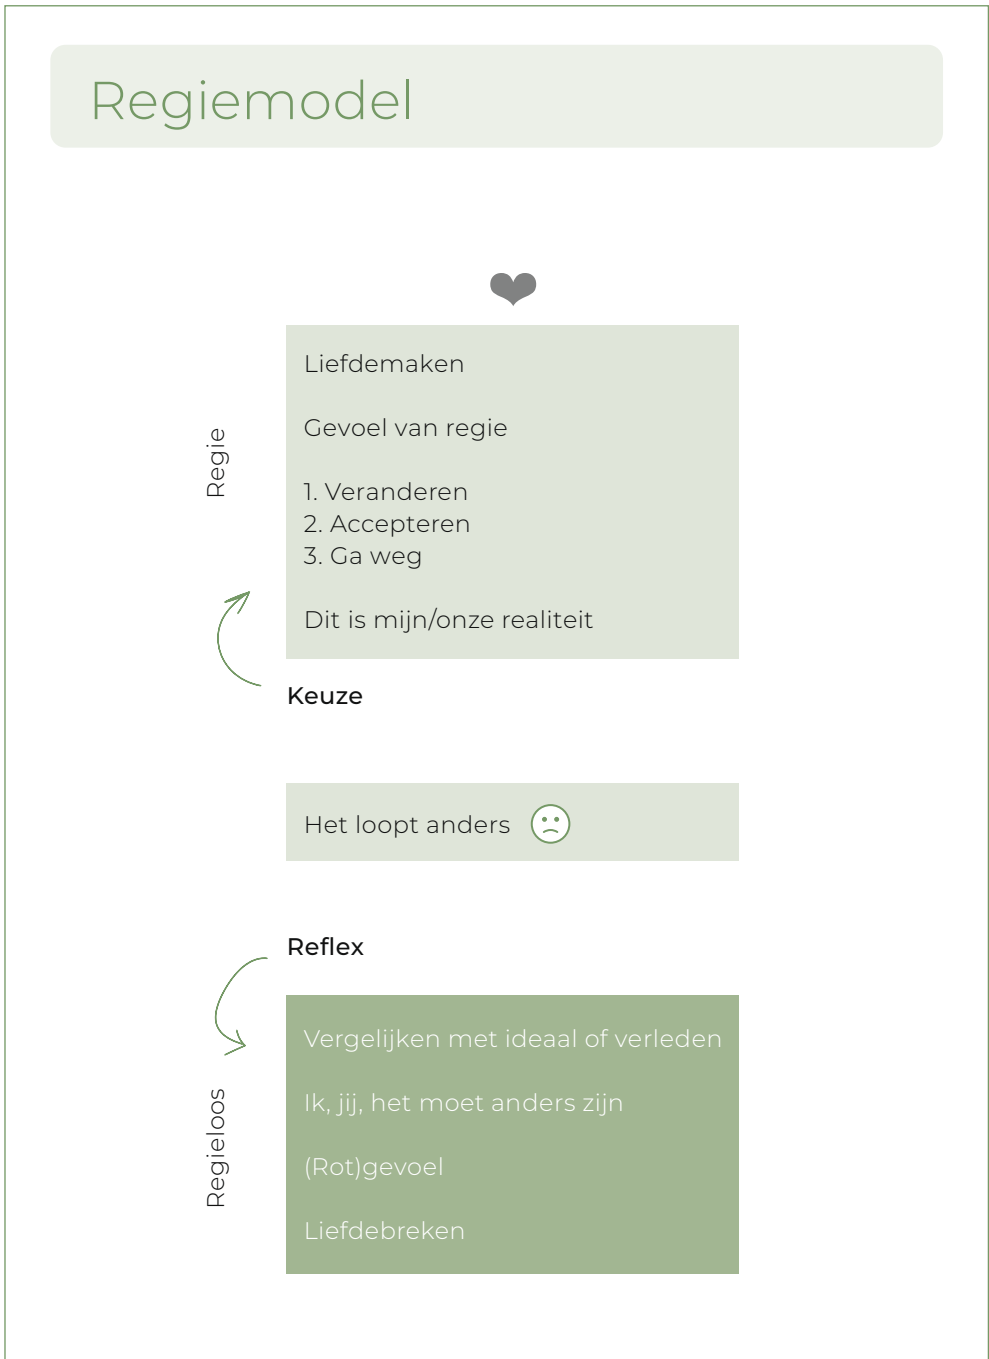 Regiemodel
Liefdemaken
Gevoel van regie
1. Veranderen
2. Accepteren
3. Ga weg
Dit is mijn/onze realiteit
Regie
Keuze
Het loopt anders
Reflex
Vergelijken met ideaal of verleden
Ik, jij, het moet anders zijn
(Rot)gevoel
Liefdebreken
Regieloos